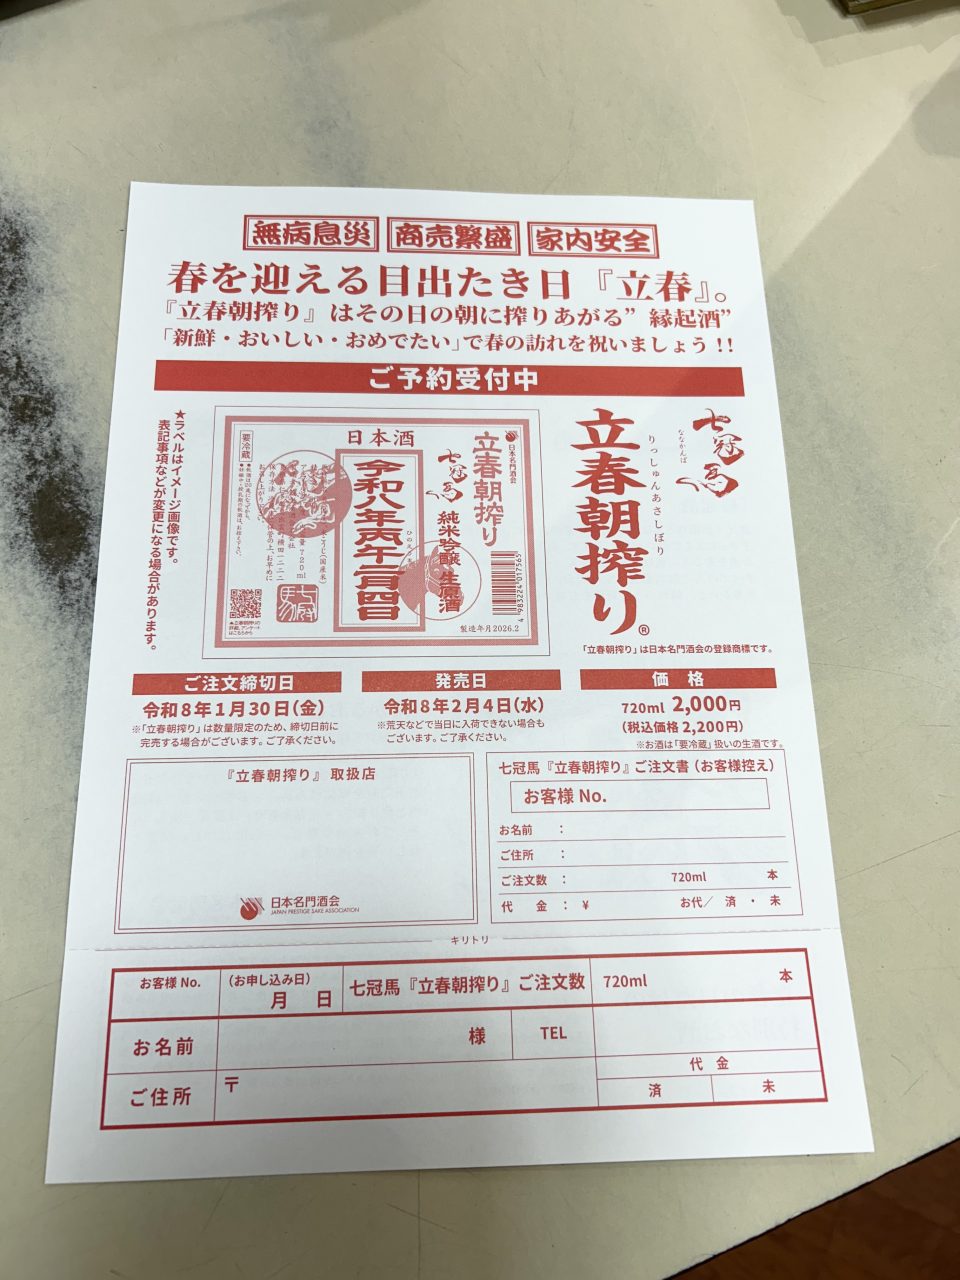 無病息災 商売繁盛 家内安全
春を迎える目出たき日『立春』。
『立春朝搾り』はその日の朝に搾りあがる”縁起酒”
「新鮮・おいしい・おめでたい」で春の訪れを祝いましょう!!
ご予約受付中
★ラベルはイメージ画像です。
表記事項などが変更になる場合があります。
七冠馬
ななかんば
りっしゅんあさしぼり
立春朝搾り®
「立春朝搾り」は日本名門酒会の登録商標です。
日本名門酒会
立春朝搾り
七冠馬 純米吟醸 生原酒
日本酒
令和八年丙午二月四日
要冷蔵
七冠馬
4 983224 017565
製造年月2026.2
ご注文締切日
令和8年1月30日(金)
※「立春朝搾り」は数量限定のため、締切日前に
完売する場合がございます。ご了承ください。
発売日
令和8年2月4日(水)
※荒天などで当日に入荷できない場合も
ございます。ご了承ください。
価格
720ml 2,000円
(税込価格2,200円)
※お酒は「要冷蔵」扱いの生酒です。
『立春朝搾り』取扱店
日本名門酒会
JAPAN PRESTIGE SAKE ASSOCIATION
七冠馬『立春朝搾り』ご注文書(お客様控え)
お客様 No.
お名前 :
ご住所 :
ご注文数 : 720ml 本
代金 : ¥ お代/ 済・未
キリトリ
お客様 No. (お申し込み日) 月 日 七冠馬『立春朝搾り』ご注文数 720ml 本
お名前 様 TEL
ご住所 〒 代金
済 未